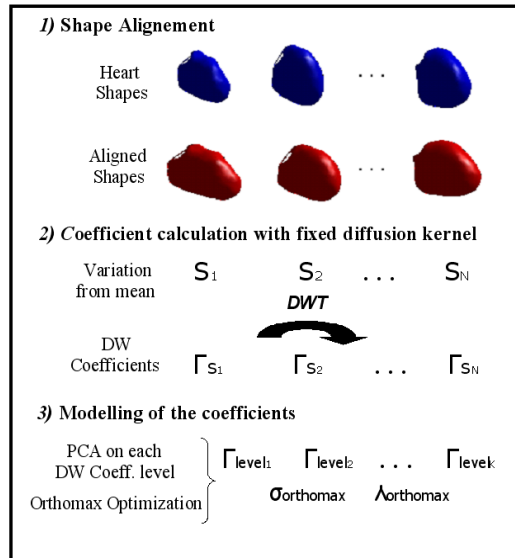 1) Shape Alignement
Heart
Shapes
. . .
Aligned
Shapes
. . .
2) Coefficient calculation with fixed diffusion kernel
Variation
from mean
S1 S2 . . . SN
DWT
DW
Coefficients
ΓS1 ΓS2 . . . ΓSN
3) Modelling of the coefficients
PCA on each
DW Coeff. level
Orthomax Optimization
Γlevel1 Γlevel2 . . . ΓlevelK
σorthomax λorthomax